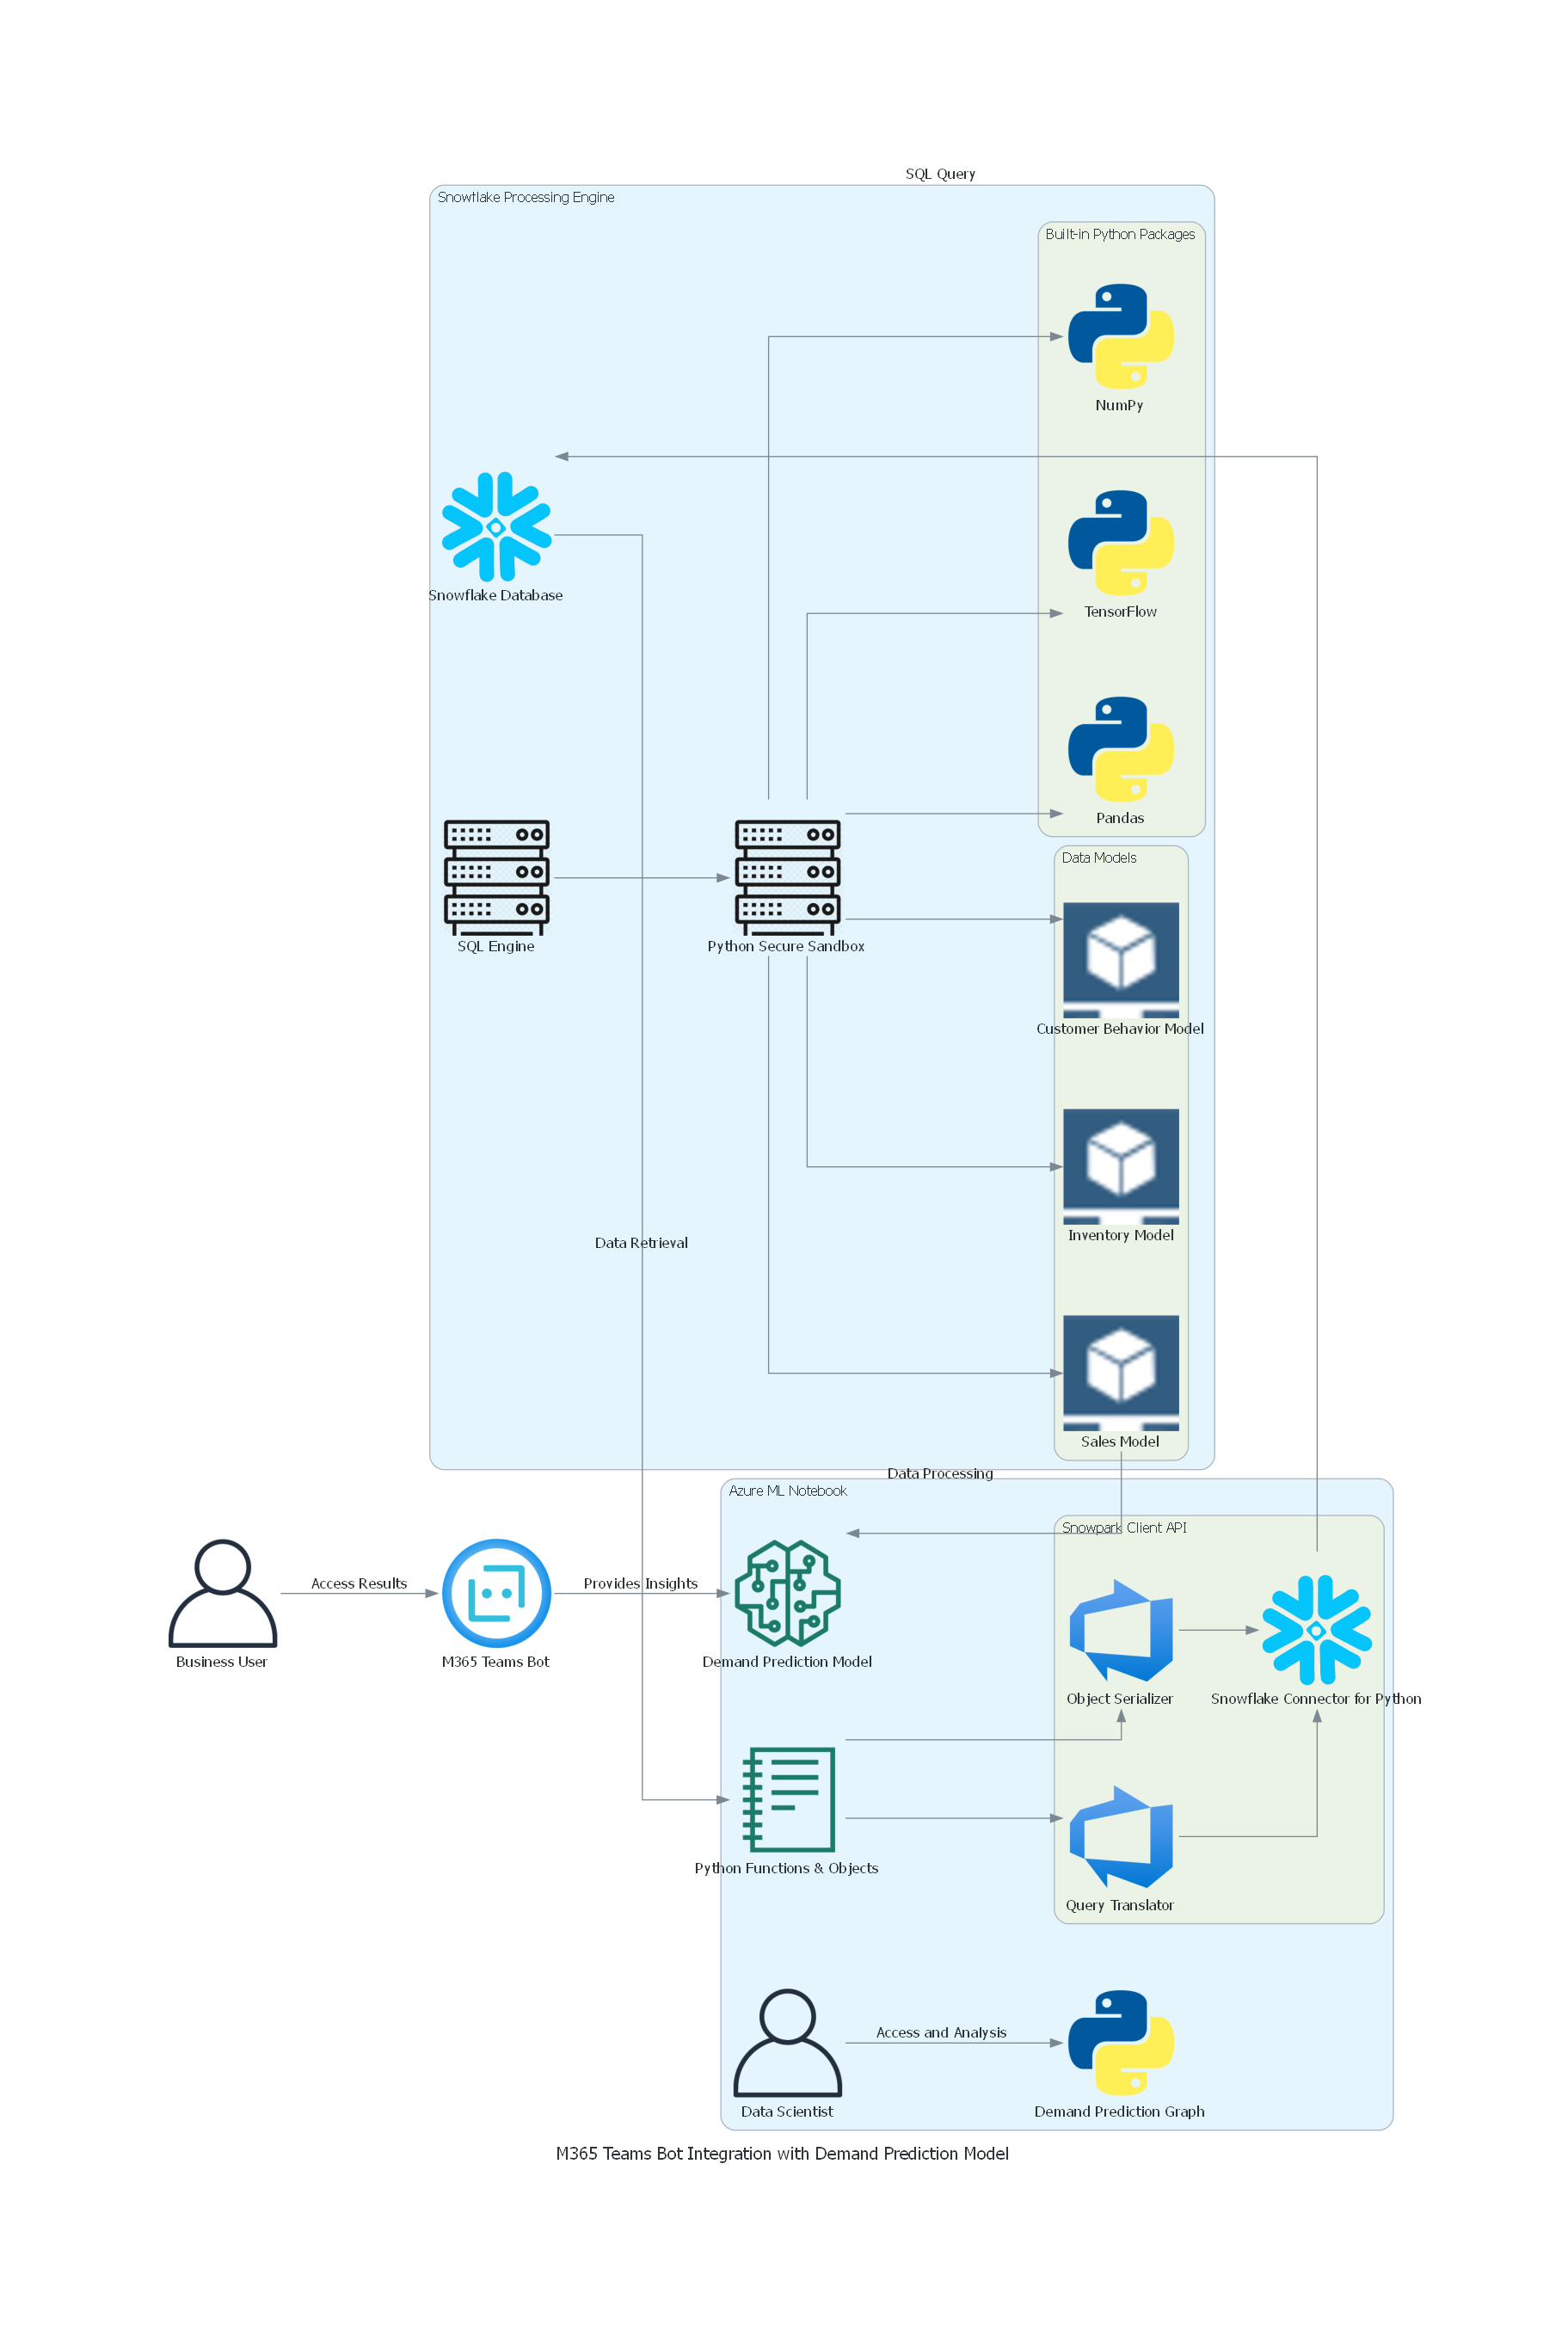 SQL Query
Snowflake Processing Engine
Built-in Python Packages
NumPy
TensorFlow
Snowflake Database
Pandas
Data Models
SQL Engine
Python Secure Sandbox
Customer Behavior Model
Inventory Model
Data Retrieval
Sales Model
Data Processing
Azure ML Notebook
Snowpark Client API
Access Results
Provides Insights
Business User
M365 Teams Bot
Demand Prediction Model
Object Serializer
Snowflake Connector for Python
Python Functions & Objects
Query Translator
Access and Analysis
Data Scientist
Demand Prediction Graph
M365 Teams Bot Integration with Demand Prediction Model